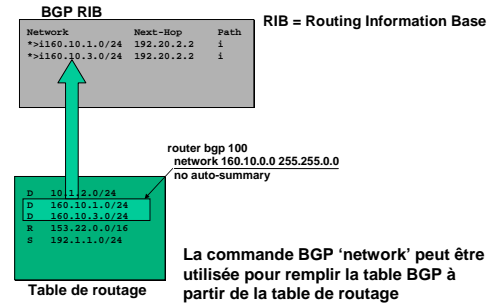 BGP RIB
RIB = Routing Information Base
Network Next-Hop Path
*>i160.10.1.0/24 192.20.2.2 i
*>i160.10.3.0/24 192.20.2.2 i
router bgp 100
network 160.10.0.0 255.255.0.0
no auto-summary
D 10.1.2.0/24
D 160.10.1.0/24
D 160.10.3.0/24
R 153.22.0.0/16
S 192.1.1.0/24
Table de routage
La commande BGP ‘network’ peut être
utilisée pour remplir la table BGP à
partir de la table de routage